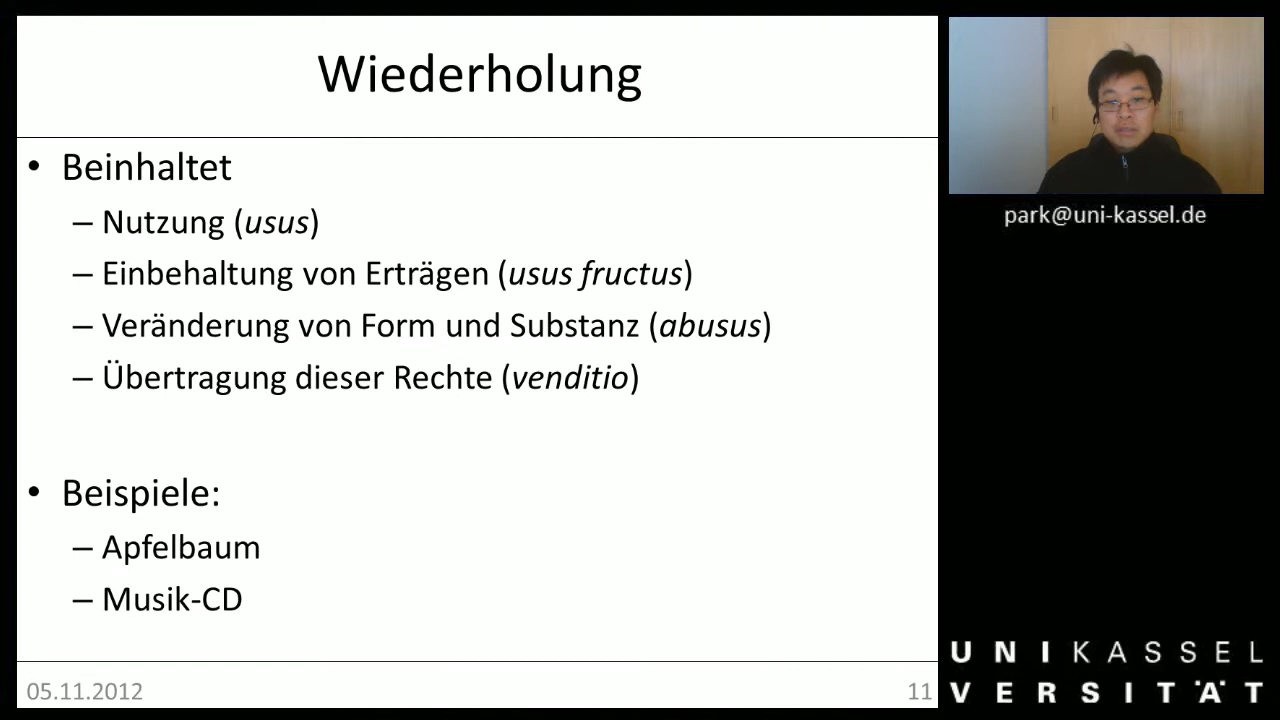 Wiederholung
• Beinhaltet
– Nutzung (usus)
– Einbehaltung von Erträgen (usus fructus)
– Veränderung von Form und Substanz (abusus)
– Übertragung dieser Rechte (venditio)
• Beispiele:
– Apfelbaum
– Musik-CD
05.11.2012
11
park@uni-kassel.de
UNIKASSEL
VERSITÄT